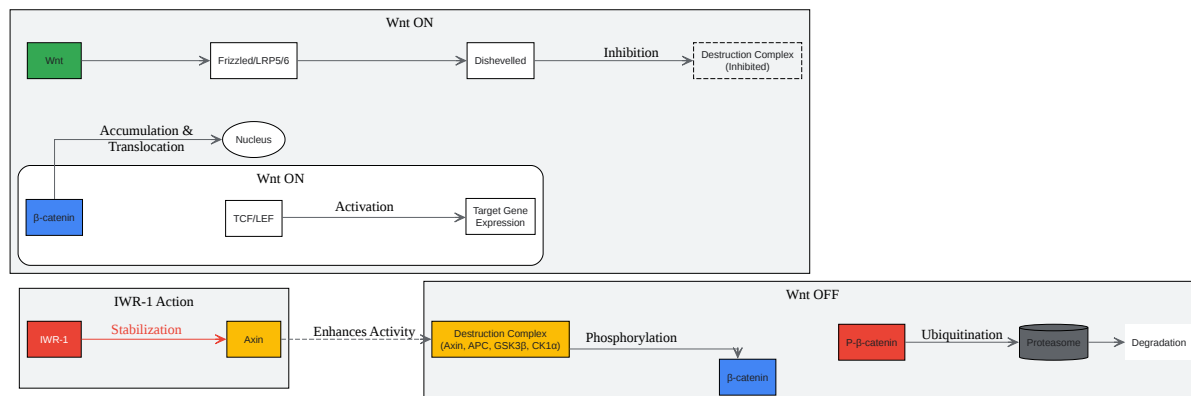 Wnt ON
Wnt
Frizzled/LRP5/6
Dishevelled
Inhibition
Destruction Complex
(Inhibited)
Accumulation &
Translocation
Nucleus
Wnt ON
β-catenin
TCF/LEF
Activation
Target Gene
Expression
IWR-1 Action
IWR-1
Stabilization
Axin
Enhances Activity
Wnt OFF
Destruction Complex
(Axin, APC, GSK3β, CK1α)
Phosphorylation
β-catenin
P-β-catenin
Ubiquitination
Proteasome
Degradation